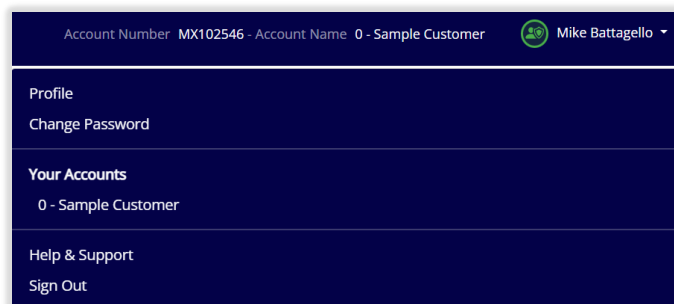 Account Number MX102546 - Account Name 0 - Sample Customer Mike Battagello
Profile
Change Password
Your Accounts
0 - Sample Customer
Help & Support
Sign Out